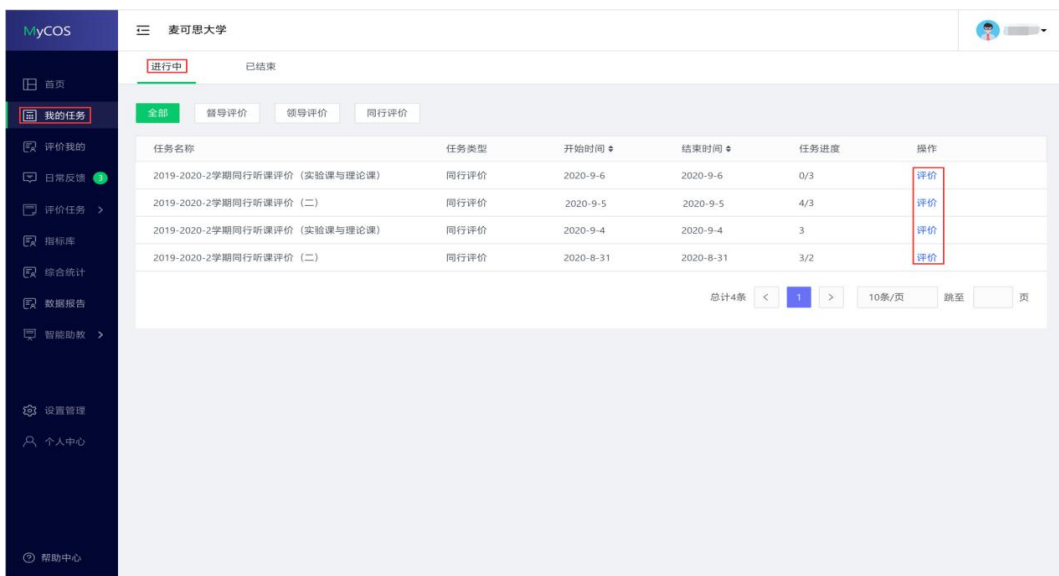 MyCOS
麦可思大学
进行中 已结束
首页
我的任务
评价我的
日常反馈 3
评价任务 >
指标库
综合统计
数据报告
智能助教 >
设置管理
个人中心
帮助中心
全部 督导评价 领导评价 同行评价
任务名称 任务类型 开始时间 结束时间 任务进度 操作
2019-2020-2学期同行听课评价（实验课与理论课） 同行评价 2020-9-6 2020-9-6 0/3 评价
2019-2020-2学期同行听课评价（二） 同行评价 2020-9-5 2020-9-5 4/3 评价
2019-2020-2学期同行听课评价（实验课与理论课） 同行评价 2020-9-4 2020-9-4 3 评价
2019-2020-2学期同行听课评价（二） 同行评价 2020-8-31 2020-8-31 3/2 评价
总计4条 < 1 > 10条/页 跳至 页